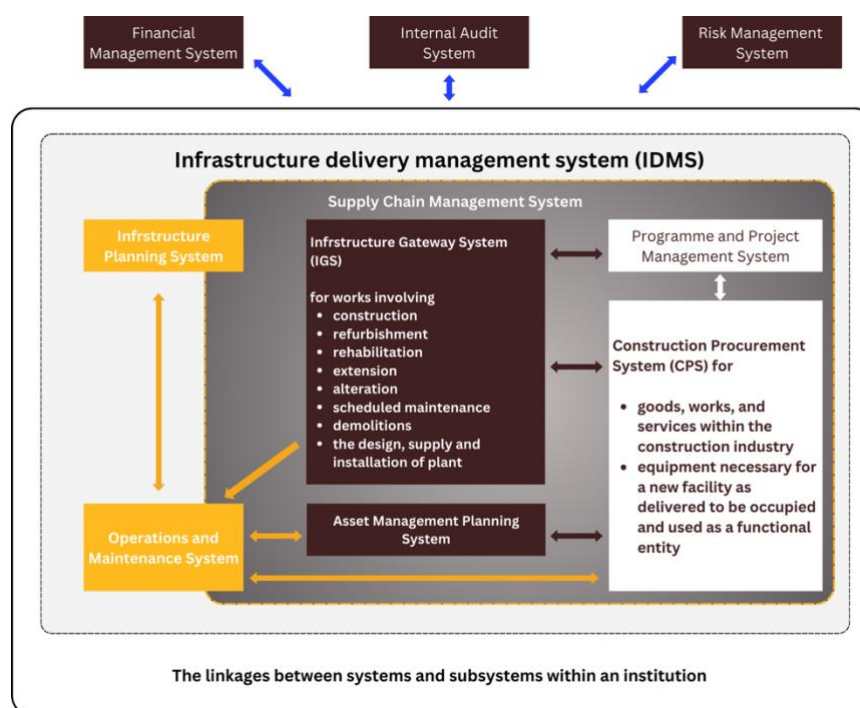 Financial
Management System
Internal Audit
System
Risk Management
System
Infrastructure delivery management system (IDMS)
Supply Chain Management System
Infrstructure
Planning System
Infrstructure Gateway System
(IGS)
for works involving
• construction
• refurbishment
• rehabilitation
• extension
• alteration
• scheduled maintenance
• demolitions
• the design, supply and
installation of plant
Programme and Project
Management System
Construction Procurement
System (CPS) for
• goods, works, and
services within the
construction industry
• equipment necessary for
a new facility as
delivered to be occupied
and used as a functional
entity
Operations and
Maintenance System
Asset Management Planning
System
The linkages between systems and subsystems within an institution